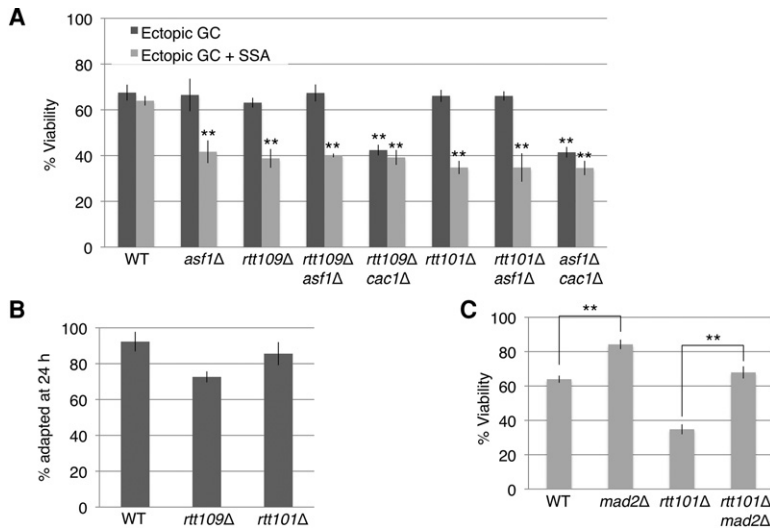 A
100
80
60
40
20
0
% Viability
Ectopic GC
Ectopic GC + SSA
**
**
**
**
**
**
**
**
**
WT
asf1Δ
rtt109Δ
rtt109Δ asf1Δ
rtt109Δ cac1Δ
rtt101Δ
rtt101Δ asf1Δ
asf1Δ cac1Δ
B
100
80
60
40
20
0
% adapted at 24 h
WT
rtt109Δ
rtt101Δ
C
100
80
60
40
20
0
% Viability
**
**
WT
mad2Δ
rtt101Δ
rtt101Δ mad2Δ